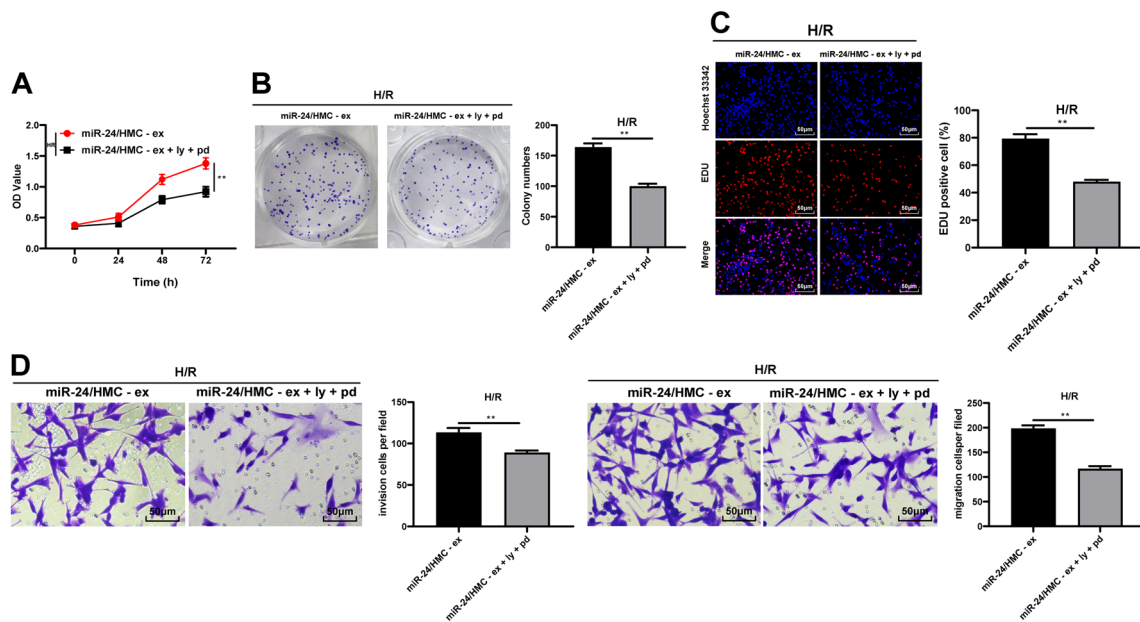 A
2.0
1.5
1.0
0.5
0.0
OD Value
H/R
miR-24/HMC - ex
miR-24/HMC - ex + ly + pd
**
0
24
48
72
Time (h)
B
H/R
miR-24/HMC - ex
miR-24/HMC - ex + ly + pd
H/R
**
200
150
100
50
0
Colony numbers
miR-24/HMC - ex
miR-24/HMC - ex + ly + pd
C
H/R
miR-24/HMC - ex
miR-24/HMC - ex + ly + pd
Hoechst 33342
50μm
50μm
EDU
50μm
50μm
Merge
50μm
50μm
H/R
**
100
80
60
40
20
0
EDU positive cell (%)
miR-24/HMC - ex
miR-24/HMC - ex + ly + pd
D
H/R
miR-24/HMC - ex
miR-24/HMC - ex + ly + pd
50μm
50μm
H/R
**
150
100
50
0
invision cells per field
miR-24/HMC - ex
miR-24/HMC - ex + ly + pd
H/R
miR-24/HMC - ex
miR-24/HMC - ex + ly + pd
50μm
50μm
H/R
**
250
200
150
100
50
0
migration cellsper filed
miR-24/HMC - ex
miR-24/HMC - ex + ly + pd